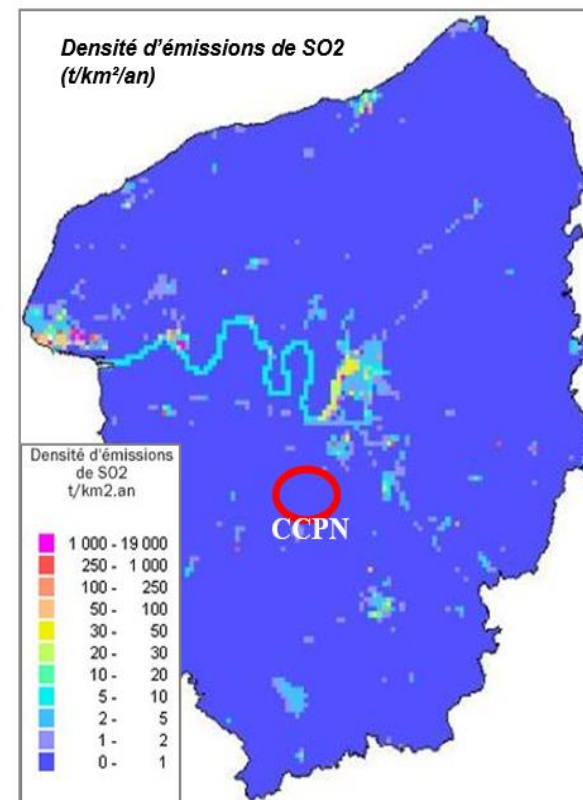 Densité d’émissions de SO2
(t/km²/an)
CCPN
Densité d'émissions
de SO2
t/km2.an
1 000 - 19 000
250 - 1 000
100 - 250
50 - 100
30 - 50
20 - 30
10 - 20
5 - 10
2 - 5
1 - 2
0 - 1